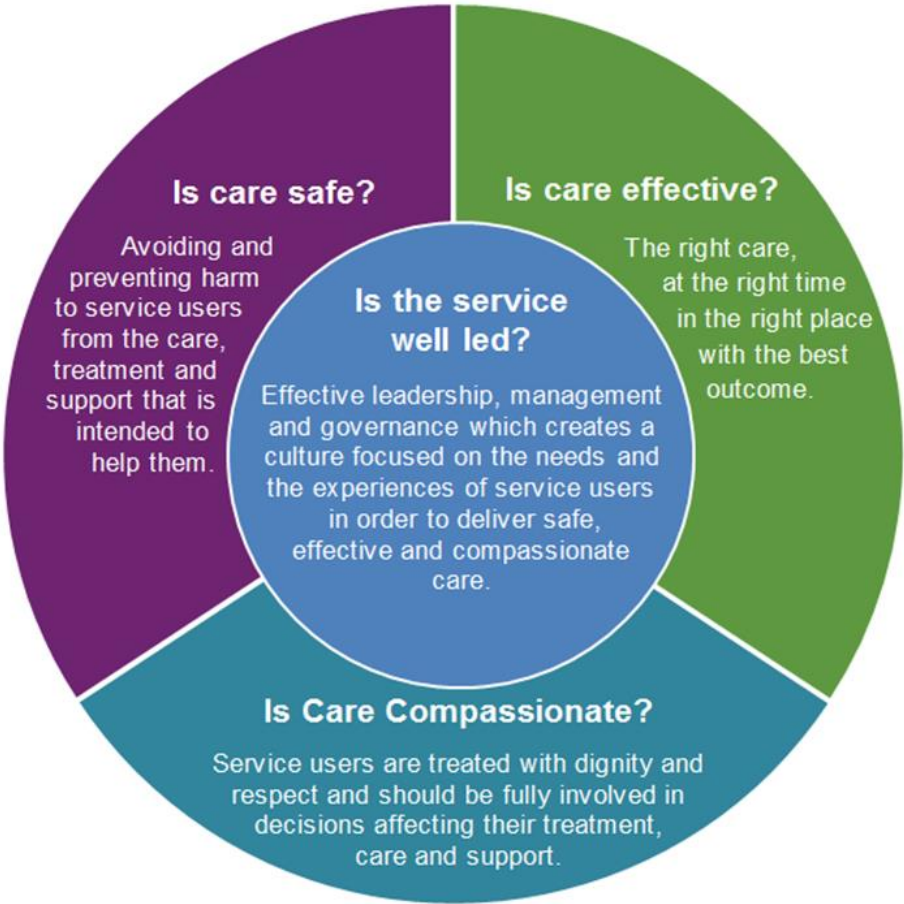 Is care safe?
Avoiding and
preventing harm
to service users
from the care,
treatment and
support that is
intended to
help them.
Is care effective?
The right care,
at the right time
in the right place
with the best
outcome.
Is the service
well led?
Effective leadership, management
and governance which creates a
culture focused on the needs and
the experiences of service users
in order to deliver safe,
effective and compassionate
care.
Is Care Compassionate?
Service users are treated with dignity and
respect and should be fully involved in
decisions affecting their treatment,
care and support.